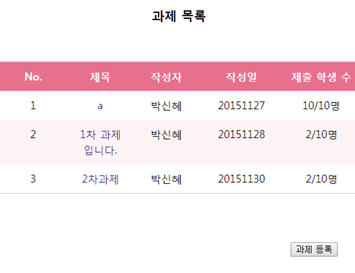 과제 목록
No. 제목 작성자 작성일 제출 학생 수
1 a 박신혜 20151127 10/10명
2 1차 과제 박신혜 20151128 2/10명
입니다.
3 2차과제 박신혜 20151130 2/10명
과제 등록